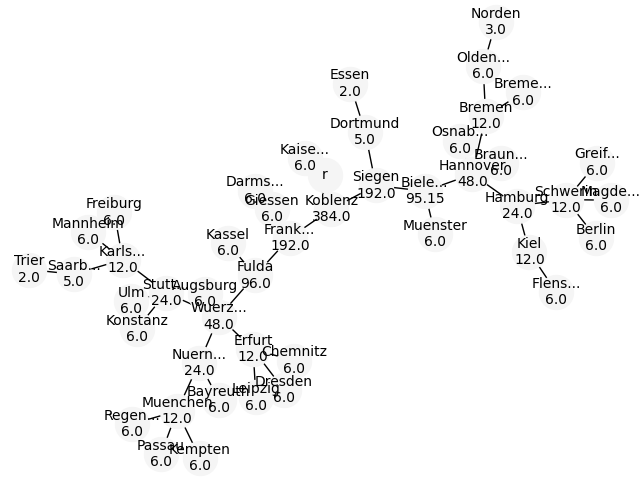 Norden
3.0
Olden...
6.0
Breme...
6.0
Bremen
12.0
Essen
2.0
Dortmund
5.0
Osnab...
6.0
Braun...
6.0
Hannover
48.0
Kaise...
6.0
r
Siegen
192.0
Biele...
95.15
Muenster
6.0
Hamburg
24.0
Schwerin
12.0
Greif...
6.0
Magde...
6.0
Berlin
6.0
Kiel
12.0
Flens...
6.0
Darms...
6.0
Giessen
6.0
Koblenz
384.0
Frank...
192.0
Kassel
6.0
Fulda
96.0
Freiburg
6.0
Mannheim
6.0
Karls...
12.0
Trier
2.0
Saarb...
5.0
Stutt...
24.0
Augsburg
6.0
Ulm
6.0
Konstanz
6.0
Wuerz...
48.0
Erfurt
12.0
Chemnitz
6.0
Dresden
6.0
Leipzig
6.0
Nuern...
24.0
Bayreuth
6.0
Muenchen
12.0
Regen...
6.0
Passau
6.0
Kempten
6.0